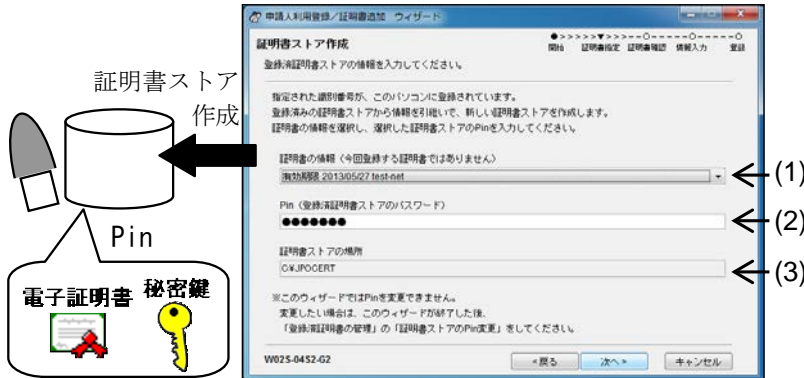 申請人利用登録／証明書追加 ウィザード
証明書ストア作成
●>>>>>▼>>>--○-----○-----○
開始 証明書指定 証明書確認 情報入力 登録
登録済証明書ストアの情報を入力してください。
指定された識別番号が、このパソコンに登録されています。
登録済みの証明書ストアから情報を引継いで、新しい証明書ストアを作成します。
証明書の情報を選択し、選択した証明書ストアのPinを入力してください。
証明書の情報（今回登録する証明書ではありません）
有効期限 2013/05/27 test-net
(1)
Pin（登録済証明書ストアのパスワード）
●●●●●●●
(2)
証明書ストアの場所
C:¥JPOCERT
(3)
※このウィザードではPinを変更できません。
変更したい場合は、このウィザードが終了した後、
「登録済証明書の管理」の「証明書ストアのPin変更」をしてください。
W02S-04S2-G2
<戻る
次へ>
キャンセル
証明書ストア
作成
Pin
電子証明書
秘密鍵